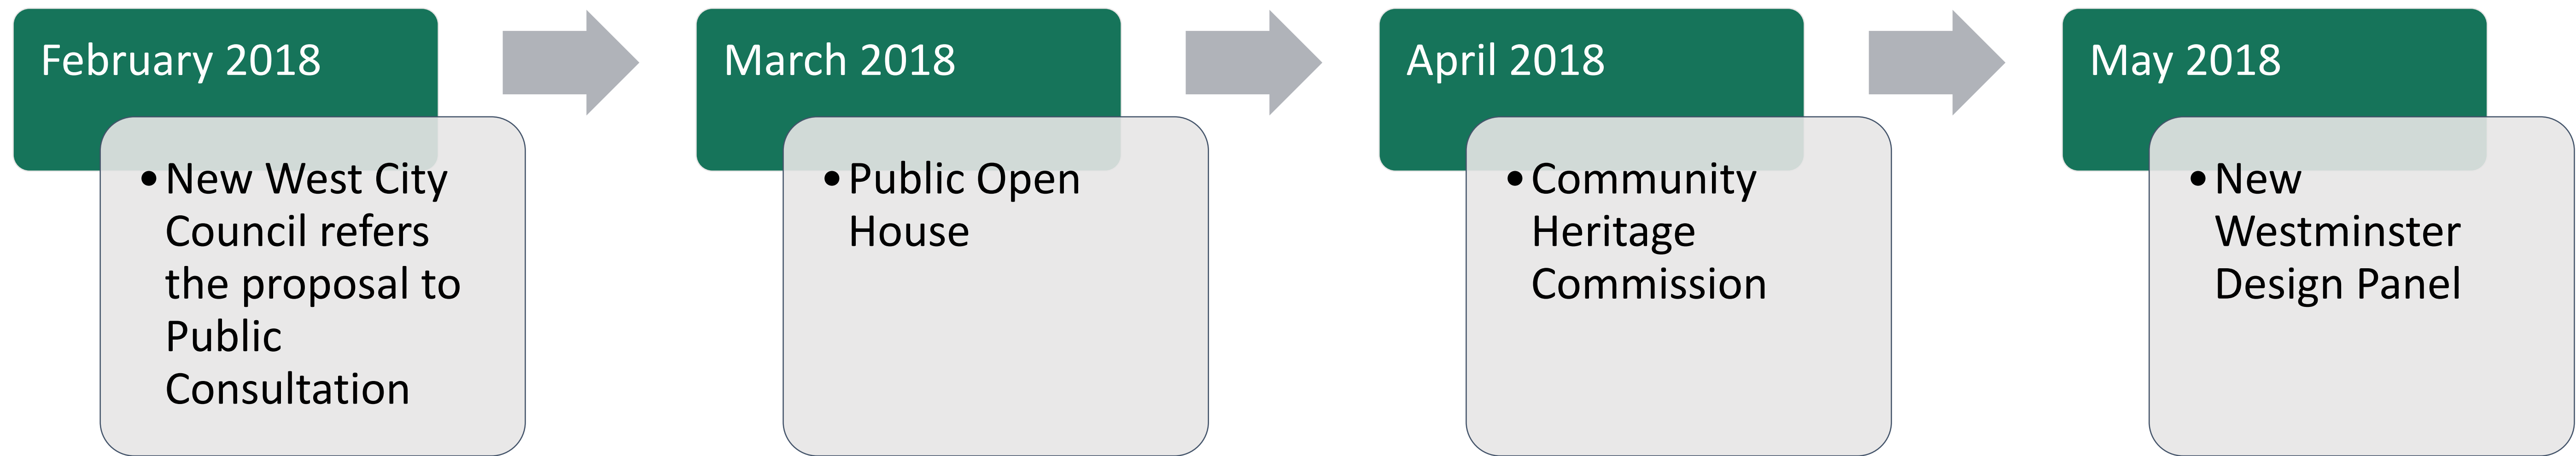 February 2018
• New West City
Council refers
the proposal to
Public
Consultation
March 2018
• Public Open
House
April 2018
• Community
Heritage
Commission
May 2018
• New
Westminster
Design Panel